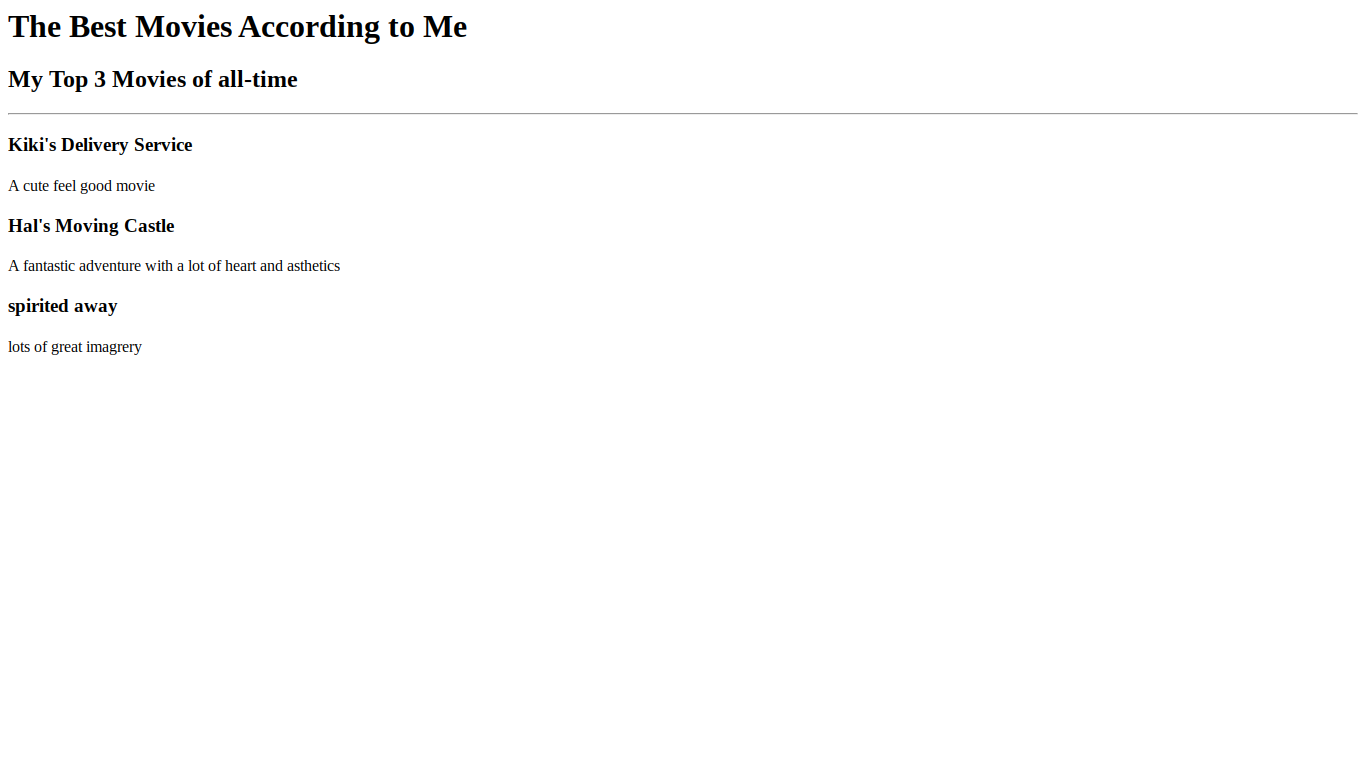 The Best Movies According to Me
My Top 3 Movies of all-time
Kiki's Delivery Service
A cute feel good movie
Hal's Moving Castle
A fantastic adventure with a lot of heart and asthetics
spirited away
lots of great imagrery